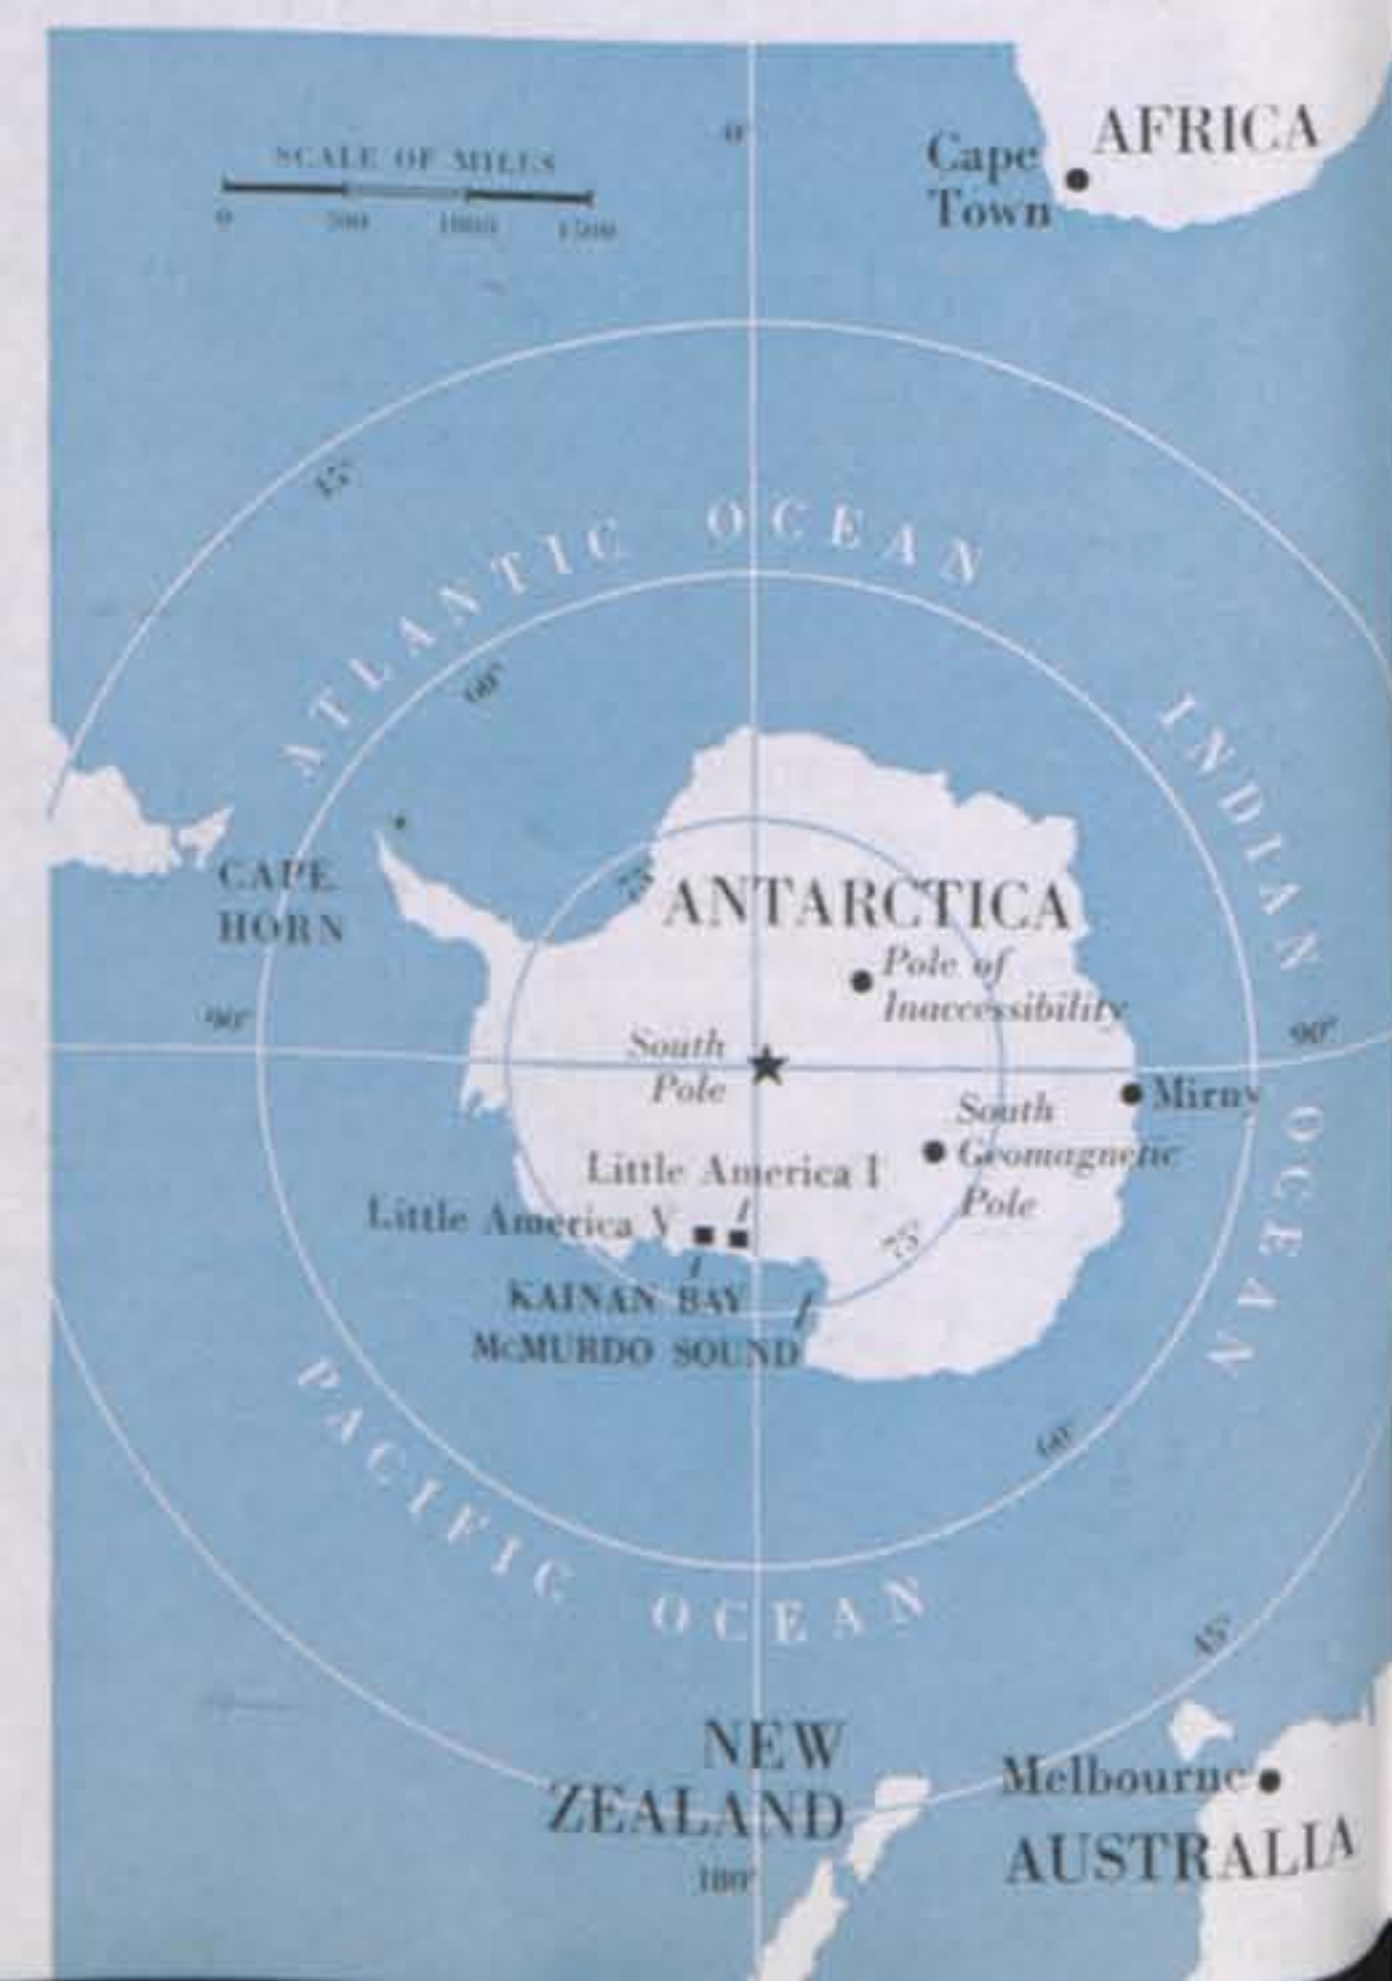 0°
AFRICA
Cape
Town
SCALE OF MILES
0 500 1000 1500
45°
ATLANTIC OCEAN
60°
INDIAN OCEAN
CAPE
HORN
75°
ANTARCTICA
Pole of
Inaccessibility
90°
90°
South
Pole
Mirny
South
Geomagnetic
Pole
Little America I
Little America V
75°
KAINAN BAY
McMURDO SOUND
60°
PACIFIC OCEAN
45°
NEW
ZEALAND
Melbourne
AUSTRALIA
180°